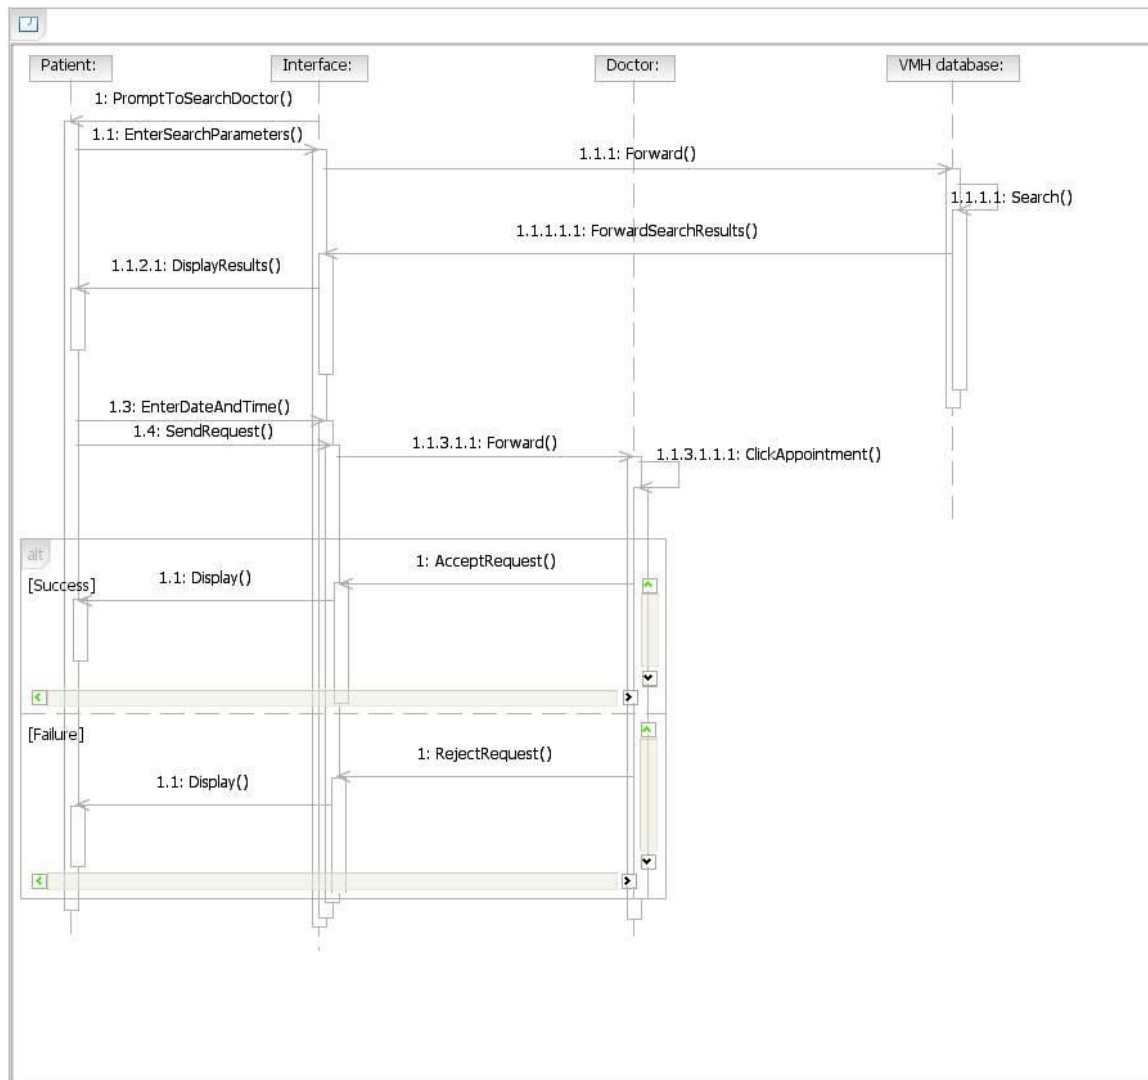 Patient:
Interface:
Doctor:
VMH database:
1: PromptToSearchDoctor()
1.1: EnterSearchParameters()
1.1.1: Forward()
1.1.1.1: Search()
1.1.1.1.1: ForwardSearchResults()
1.1.2.1: DisplayResults()
1.3: EnterDateAndTime()
1.4: SendRequest()
1.1.3.1.1: Forward()
1.1.3.1.1.1: ClickAppointment()
alt
[Success]
1: AcceptRequest()
1.1: Display()
[Failure]
1: RejectRequest()
1.1: Display()